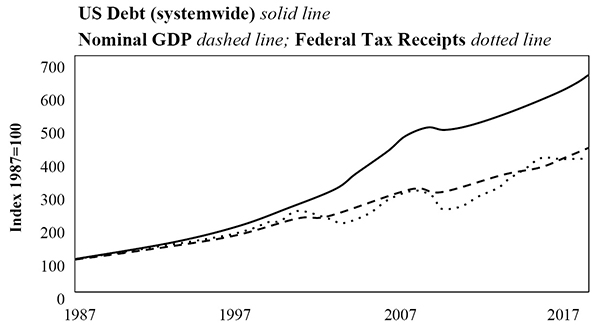 US Debt (systemwide) solid line
Nominal GDP dashed line; Federal Tax Receipts dotted line
Index 1987=100
700
600
500
400
300
200
100
0
1987 1997 2007 2017